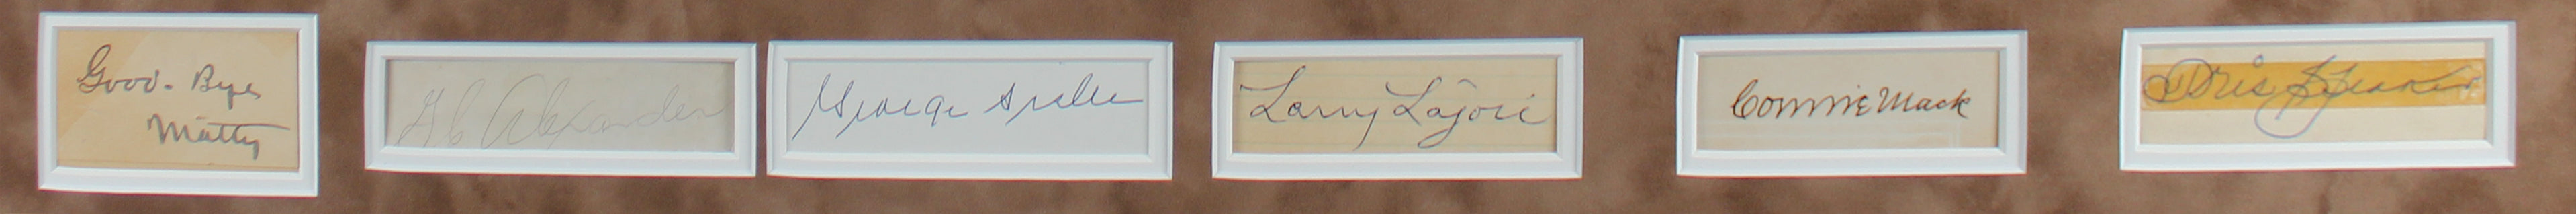 Good-Bye
Matty
G C Alexander
George Sisler
Larry Lajoie
Connie Mack
Tris Speaker